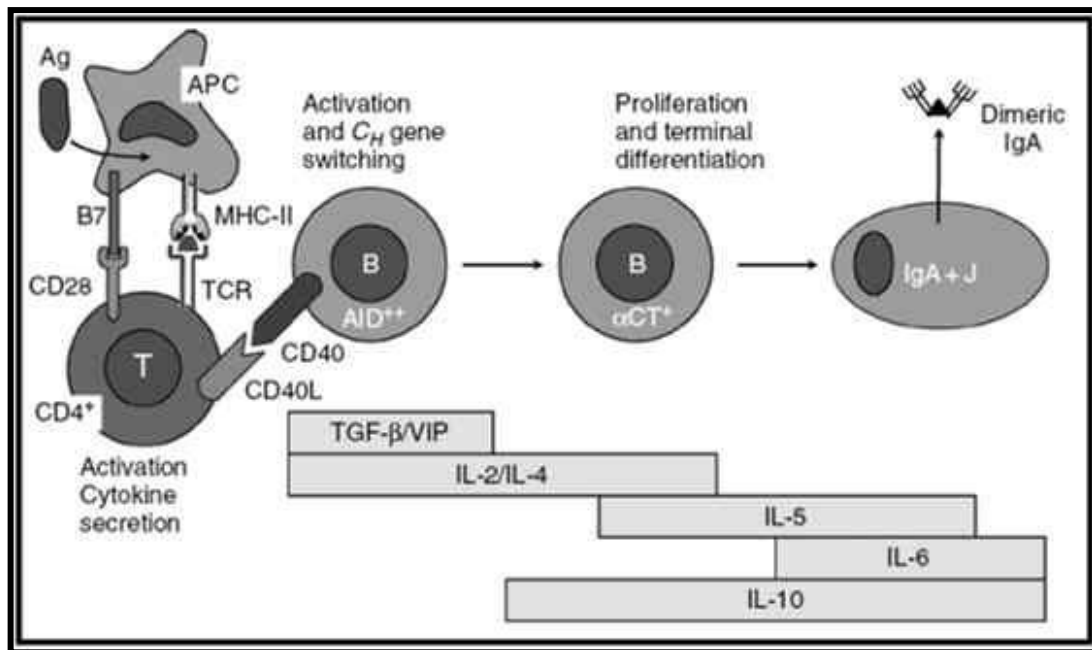 Ag
APC
B7
MHC-II
CD28
TCR
T
CD4⁺
Activation
Cytokine
secretion
CD40
CD40L
Activation
and C_H gene
switching
B
AID⁺⁺
Proliferation
and terminal
differentiation
B
αCT⁺
Dimeric
IgA
IgA + J
TGF-β/VIP
IL-2/IL-4
IL-5
IL-6
IL-10